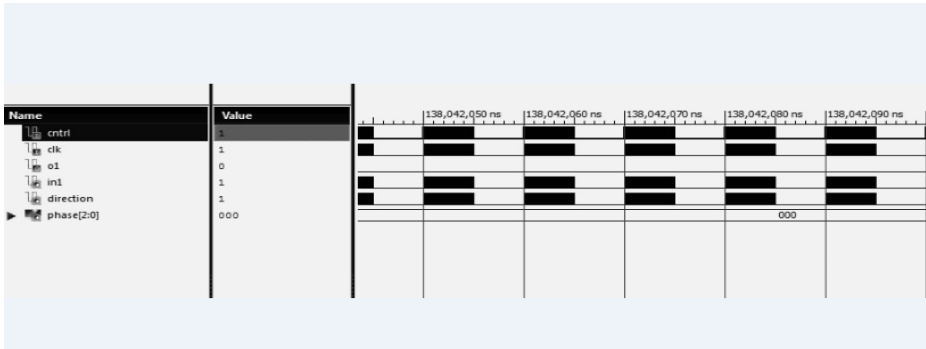 Name Value 138,042,050 ns 138,042,060 ns 138,042,070 ns 138,042,080 ns 138,042,090 ns
cntrl 1
clk 1
o1 0
in1 1
direction 1
phase[2:0] 000 000